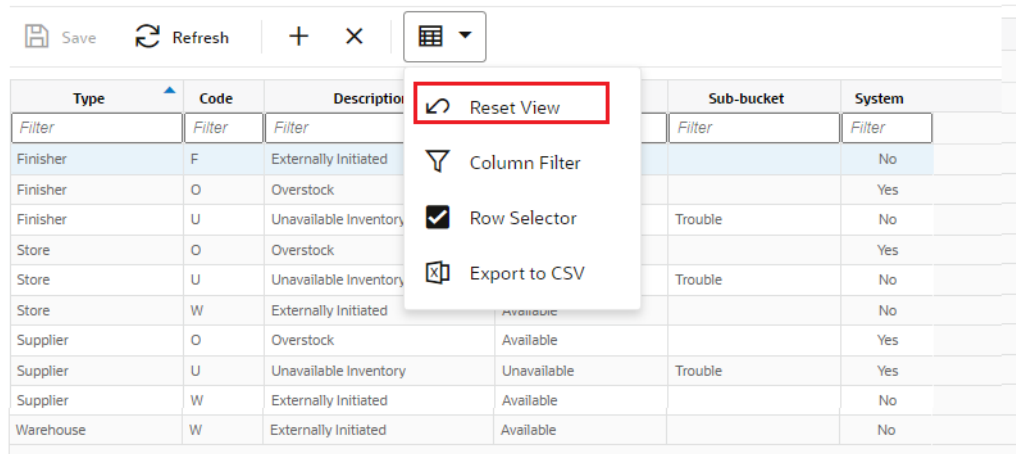 Save Refresh
Type Code Descriptio Sub-bucket System
Reset View
Filter Filter Filter Filter Filter
Column Filter
Row Selector
Export to CSV
Finisher F Externally Initiated No
Finisher O Overstock Yes
Finisher U Unavailable Inventory Trouble No
Store O Overstock Yes
Store U Unavailable Inventory Trouble No
Store W Externally Initiated Available No
Supplier O Overstock Available Yes
Supplier U Unavailable Inventory Unavailable Trouble Yes
Supplier W Externally Initiated Available No
Warehouse W Externally Initiated Available No